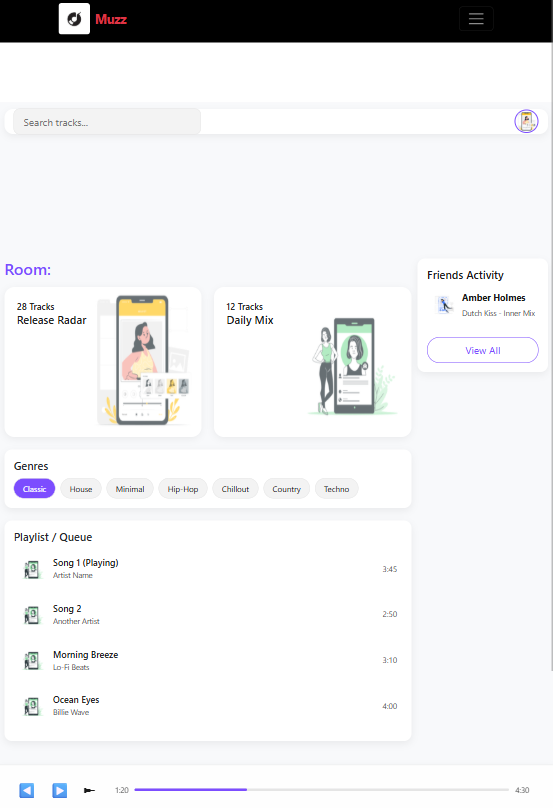 Muzz
Search tracks...
Room:
28 Tracks
Release Radar
12 Tracks
Daily Mix
Friends Activity
Amber Holmes
Dutch Kiss - Inner Mix
View All
Genres
Classic House Minimal Hip-Hop Chillout Country Techno
Playlist / Queue
Song 1 (Playing)
Artist Name
3:45
Song 2
Another Artist
2:50
Morning Breeze
Lo-Fi Beats
3:10
Ocean Eyes
Billie Wave
4:00
1:20
4:30